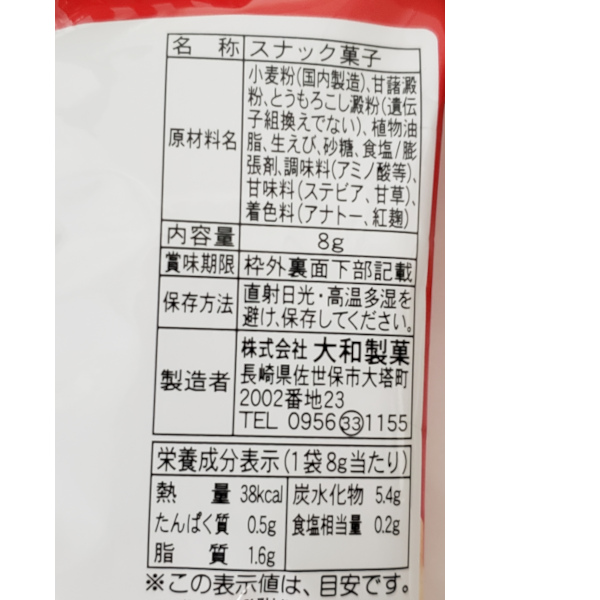 名称 スナック菓子
原材料名
小麦粉(国内製造)、甘藷澱
粉、とうもろこし澱粉(遺伝
子組換えでない)、植物油
脂、生えび、砂糖、食塩/膨
張剤、調味料(アミノ酸等)、
甘味料(ステビア、甘草)、
着色料(アナトー、紅麹)
内容量 8g
賞味期限 枠外裏面下部記載
保存方法
直射日光・高温多湿を
避け、保存してください。
製造者
株式会社 大和製菓
長崎県佐世保市大塔町
2002番地23
TEL 0956㉝1155
栄養成分表示(1袋8g当たり)
熱量 38kcal 炭水化物 5.4g
たんぱく質 0.5g 食塩相当量 0.2g
脂質 1.6g
※この表示値は、目安です。